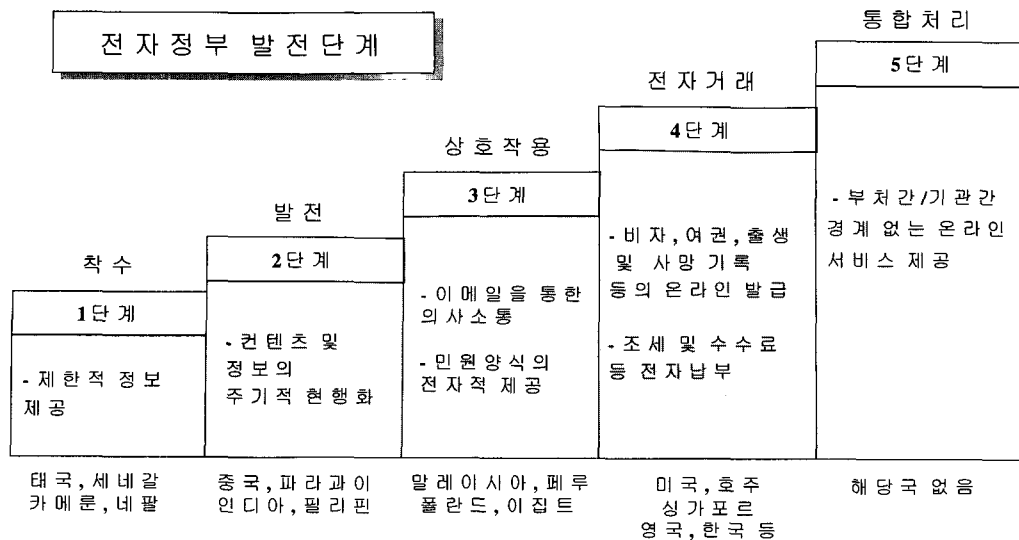 전자정부 발전단계
착수
1단계
- 제한적 정보
제공
태국,세네갈
카메룬,네팔
발전
2단계
- 컨텐츠 및
정보의
주기적 현행화
중국,파라과이
인디아,필리핀
상호작용
3단계
- 이메일을 통한
의사소통
- 민원양식의
전자적 제공
말레이시아,페루
폴란드,이집트
전자거래
4단계
- 비자,여권,출생
및 사망 기록
등의 온라인 발급
- 조세 및 수수료
등 전자납부
미국,호주
싱가포르
영국,한국 등
통합처리
5단계
- 부처간/기관간
경계 없는 온라인
서비스 제공
해당국 없음